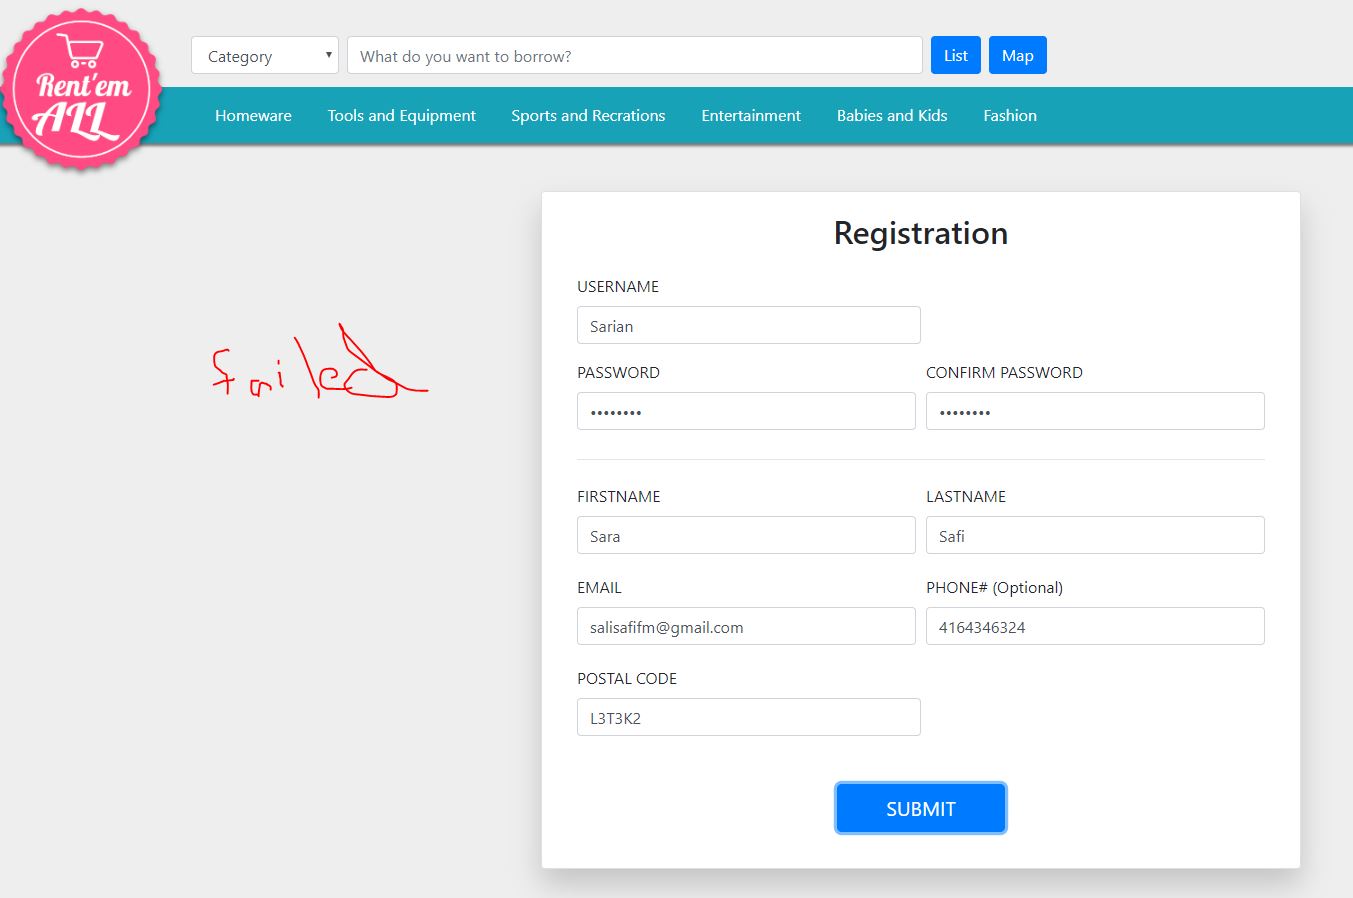 Rent'em
ALL
Category
What do you want to borrow?
List
Map
Homeware
Tools and Equipment
Sports and Recrations
Entertainment
Babies and Kids
Fashion
Registration
USERNAME
Sarian
PASSWORD
CONFIRM PASSWORD
••••••••
••••••••
failed
FIRSTNAME
LASTNAME
Sara
Safi
EMAIL
PHONE# (Optional)
salisafifm@gmail.com
4164346324
POSTAL CODE
L3T3K2
SUBMIT